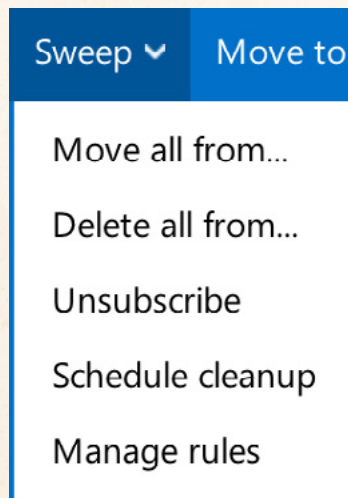 Sweep Move to
Move all from...
Delete all from...
Unsubscribe
Schedule cleanup
Manage rules